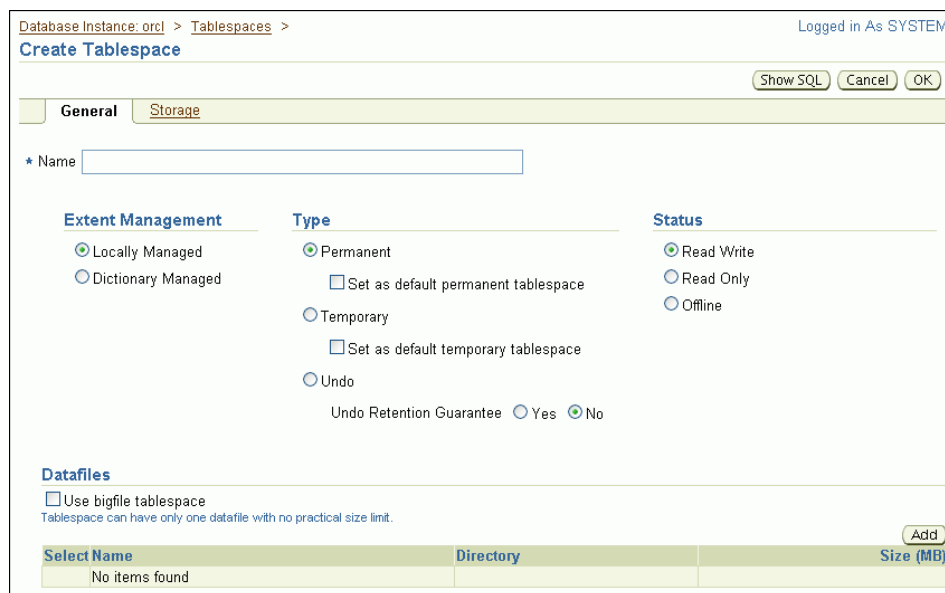 Database Instance: orcl > Tablespaces >
Logged in As SYSTEM
Create Tablespace
Show SQL Cancel OK
General Storage
* Name
Extent Management
Locally Managed
Dictionary Managed
Type
Permanent
Set as default permanent tablespace
Temporary
Set as default temporary tablespace
Undo
Undo Retention Guarantee Yes No
Status
Read Write
Read Only
Offline
Datafiles
Use bigfile tablespace
Tablespace can have only one datafile with no practical size limit.
Add
Select Name Directory Size (MB)
No items found